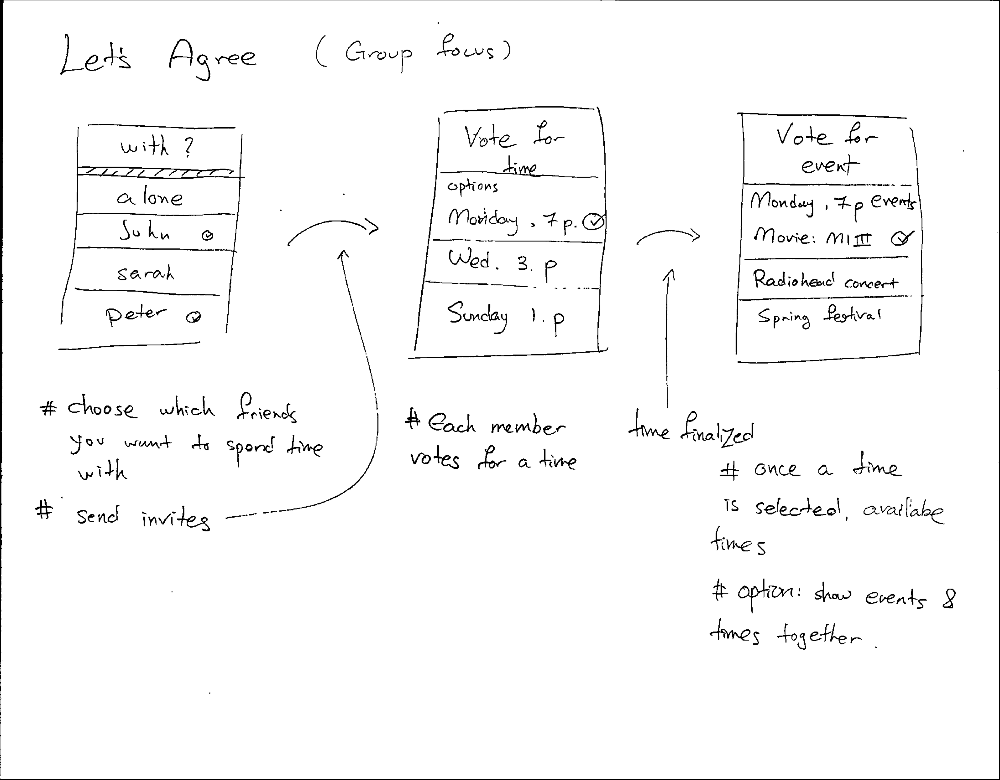 Let's Agree (Group focus)
with ?
alone
John
sarah
peter
# choose which friends
you want to spend time
with
# send invites
Vote for
time
options
Monday, 7 p.
Wed. 3. p
Sunday 1. p
# Each member
votes for a time
time finalized
Vote for
event
Monday, 7p events
Movie: MI III
Radiohead concert
Spring festival
# once a time
is selected, availabe
times
# option: show events &
times together.